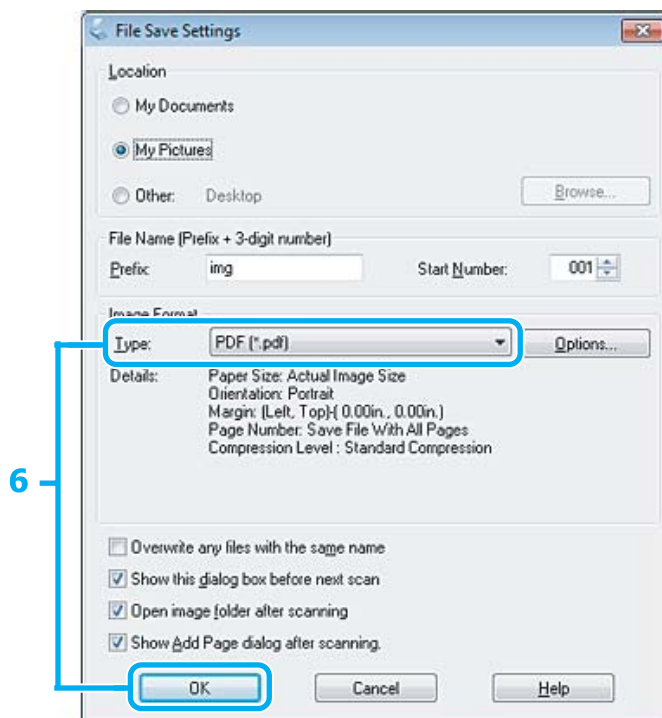 File Save Settings
Location
My Documents
My Pictures
Other: Desktop Browse...
File Name (Prefix + 3-digit number)
Prefix: img Start Number: 001
Image Format
Type: PDF (*.pdf) Options...
Details: Paper Size: Actual Image Size
Orientation: Portrait
Margin: (Left, Top)-( 0.00in., 0.00in.)
Page Number: Save File With All Pages
Compression Level : Standard Compression
6
Overwrite any files with the same name
Show this dialog box before next scan
Open image folder after scanning
Show Add Page dialog after scanning.
OK Cancel Help